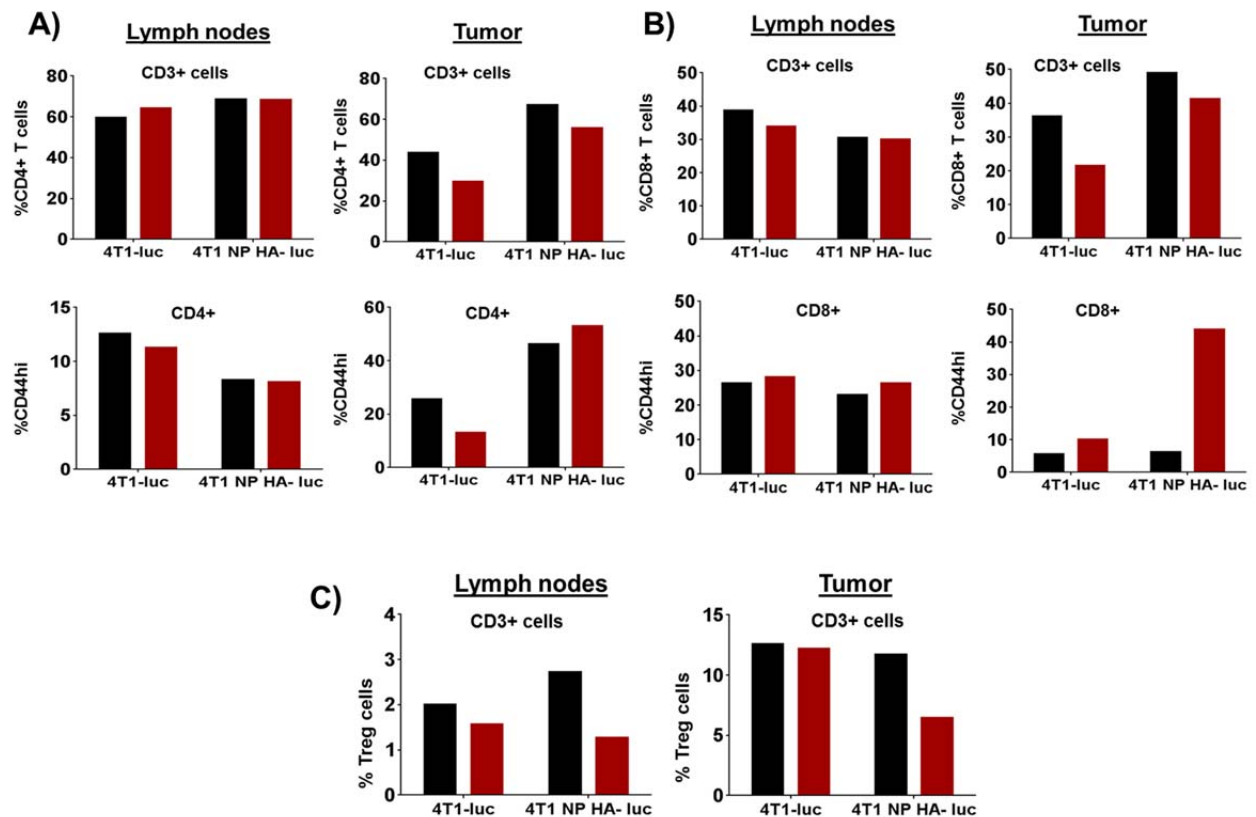 A)
Lymph nodes
Tumor
B)
Lymph nodes
Tumor
CD3+ cells
%CD4+ T cells
80
60
40
20
0
4T1-luc
4T1 NP HA- luc
CD3+ cells
%CD4+ T cells
80
60
40
20
0
4T1-luc
4T1 NP HA- luc
CD3+ cells
%CD8+ T cells
50
40
30
20
10
0
4T1-luc
4T1 NP HA- luc
CD3+ cells
%CD8+ T cells
50
40
30
20
10
0
4T1-luc
4T1 NP HA- luc
CD4+
%CD44hi
15
10
5
0
4T1-luc
4T1 NP HA- luc
CD4+
%CD44hi
60
40
20
0
4T1-luc
4T1 NP HA- luc
CD8+
%CD44hi
50
40
30
20
10
0
4T1-luc
4T1 NP HA- luc
CD8+
%CD44hi
50
40
30
20
10
0
4T1-luc
4T1 NP HA- luc
C)
Lymph nodes
Tumor
CD3+ cells
% Treg cells
4
3
2
1
0
4T1-luc
4T1 NP HA- luc
CD3+ cells
% Treg cells
15
10
5
0
4T1-luc
4T1 NP HA- luc